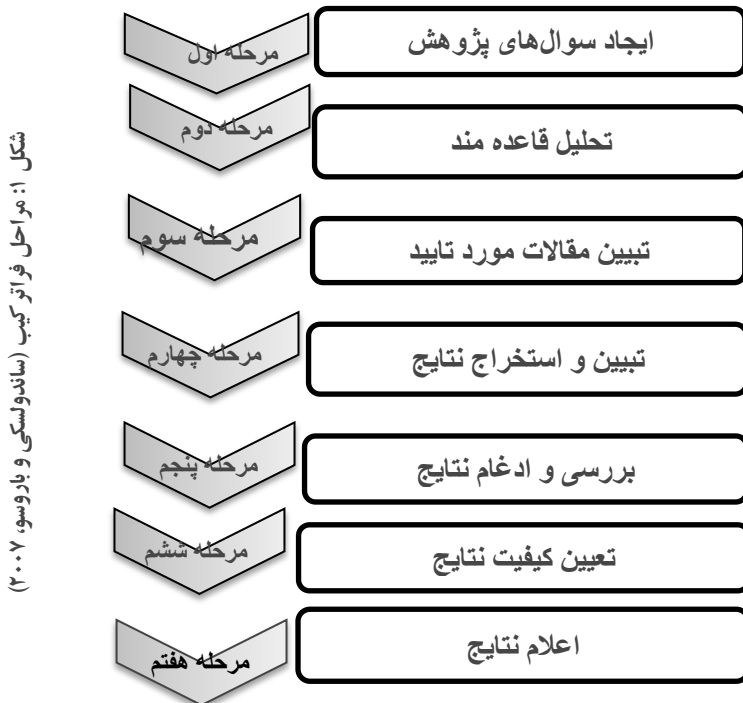 مرحله اول
ایجاد سوال‌های پژوهش
مرحله دوم
تحلیل قاعده مند
مرحله سوم
تبیین مقالات مورد تایید
مرحله چهارم
تبیین و استخراج نتایج
مرحله پنجم
بررسی و ادغام نتایج
مرحله ششم
تعیین کیفیت نتایج
مرحله هفتم
اعلام نتایج
شکل ۱: مراحل فراتر کیب (ساندولسکی و باروسو، ۲۰۰۷)